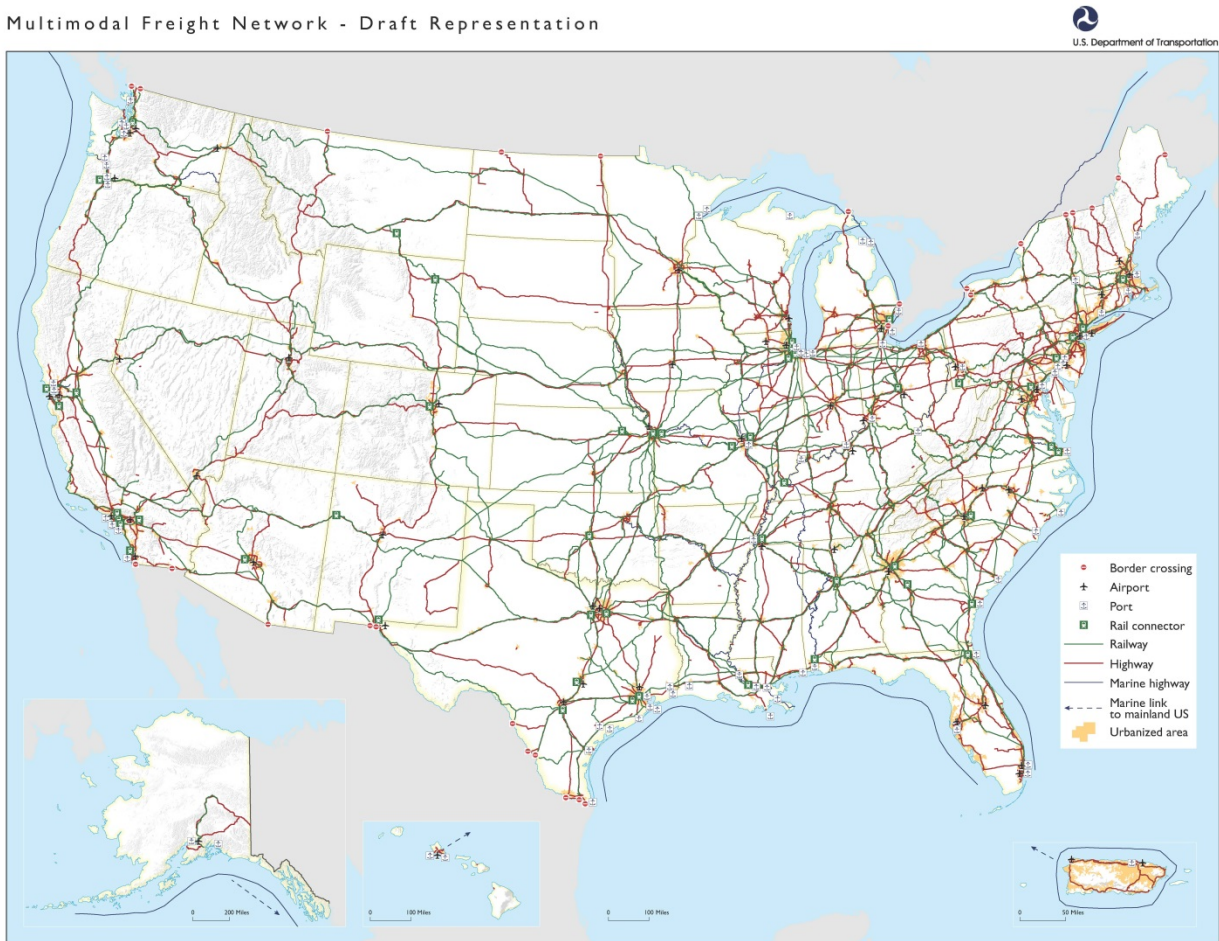 Multimodal Freight Network - Draft Representation
U.S. Department of Transportation
Border crossing
Airport
Port
Rail connector
Railway
Highway
Marine highway
Marine link
to mainland US
Urbanized area
0 200 Miles
0 100 Miles
0 100 Miles
0 50 Miles